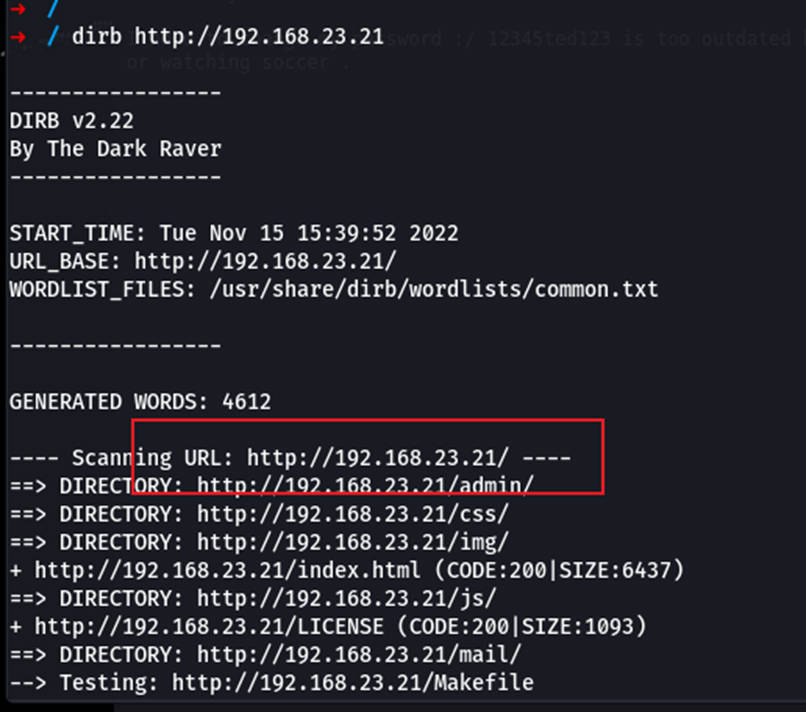 → /
→ / dirb http://192.168.23.21 sword :/ 12345ted123 is too outdated
or watching soccer .
-----------------
DIRB v2.22
By The Dark Raver
-----------------
START_TIME: Tue Nov 15 15:39:52 2022
URL_BASE: http://192.168.23.21/
WORDLIST_FILES: /usr/share/dirb/wordlists/common.txt
-----------------
GENERATED WORDS: 4612
---- Scanning URL: http://192.168.23.21/ ----
==> DIRECTORY: http://192.168.23.21/admin/
==> DIRECTORY: http://192.168.23.21/css/
==> DIRECTORY: http://192.168.23.21/img/
+ http://192.168.23.21/index.html (CODE:200|SIZE:6437)
==> DIRECTORY: http://192.168.23.21/js/
+ http://192.168.23.21/LICENSE (CODE:200|SIZE:1093)
==> DIRECTORY: http://192.168.23.21/mail/
--> Testing: http://192.168.23.21/Makefile